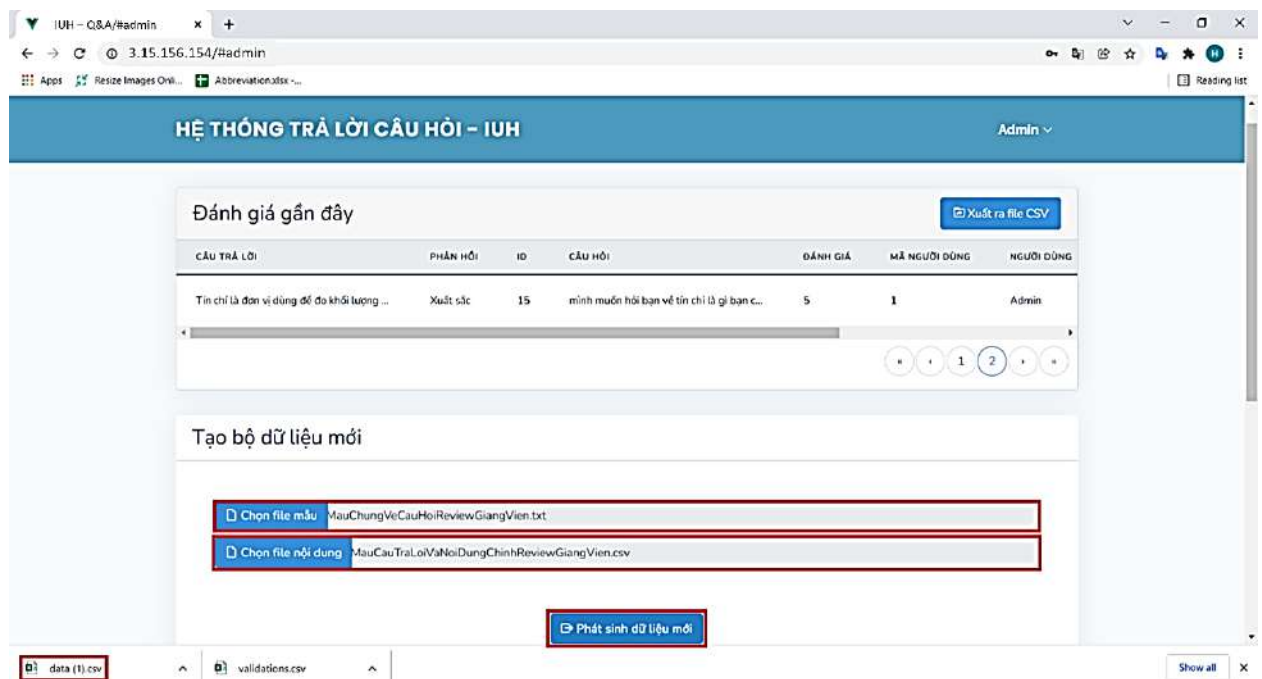 IUH – Q&A/#admin
3.15.156.154/#admin
Apps Resize Images Onli... Abbreviation.xlsx -... Reading list
HỆ THỐNG TRẢ LỜI CÂU HỎI – IUH Admin
Đánh giá gần đây Xuất ra file CSV
CÂU TRẢ LỜI PHẢN HỒI ID CÂU HỎI ĐÁNH GIÁ MÃ NGƯỜI DÙNG NGƯỜI DÙNG
Tín chỉ là đơn vị dùng để đo khối lượng ... Xuất sắc 15 mình muốn hỏi bạn về tín chỉ là gì bạn c... 5 1 Admin
« ‹ 1 2 › »
Tạo bộ dữ liệu mới
Chọn file mẫu MauChungVeCauHoiReviewGiangVien.txt
Chọn file nội dung MauCauTraLoiVaNoiDungChinhReviewGiangVien.csv
Phát sinh dữ liệu mới
data (1).csv validations.csv Show all